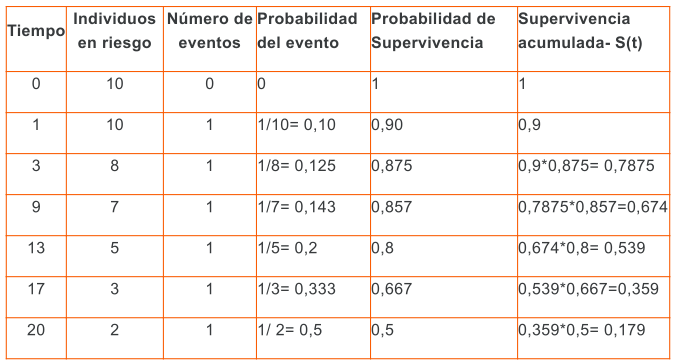 Tiempo Individuos en riesgo Número de eventos Probabilidad del evento Probabilidad de Supervivencia Supervivencia acumulada- S(t)
0 10 0 0 1 1
1 10 1 1/10= 0,10 0,90 0,9
3 8 1 1/8= 0,125 0,875 0,9*0,875= 0,7875
9 7 1 1/7= 0,143 0,857 0,7875*0,857=0,674
13 5 1 1/5= 0,2 0,8 0,674*0,8= 0,539
17 3 1 1/3= 0,333 0,667 0,539*0,667=0,359
20 2 1 1/ 2= 0,5 0,5 0,359*0,5= 0,179